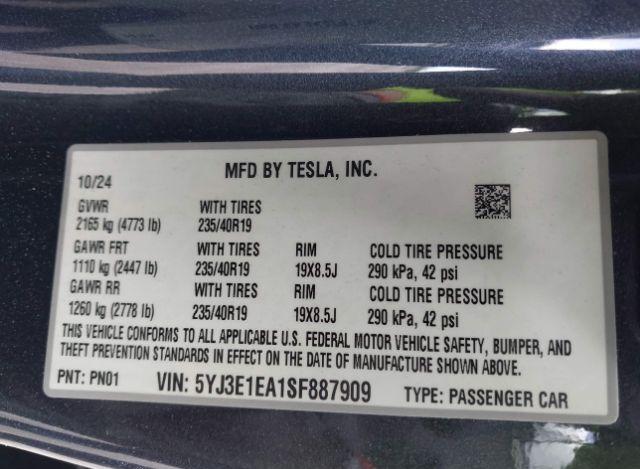 MFD BY TESLA, INC.
10/24
GVWR WITH TIRES
2165 kg (4773 lb) 235/40R19
GAWR FRT WITH TIRES RIM COLD TIRE PRESSURE
1110 kg (2447 lb) 235/40R19 19X8.5J 290 kPa, 42 psi
GAWR RR WITH TIRES RIM COLD TIRE PRESSURE
1260 kg (2778 lb) 235/40R19 19X8.5J 290 kPa, 42 psi
THIS VEHICLE CONFORMS TO ALL APPLICABLE U.S. FEDERAL MOTOR VEHICLE SAFETY, BUMPER, AND
THEFT PREVENTION STANDARDS IN EFFECT ON THE DATE OF MANUFACTURE SHOWN ABOVE.
PNT: PN01 VIN: 5YJ3E1EA1SF887909 TYPE: PASSENGER CAR